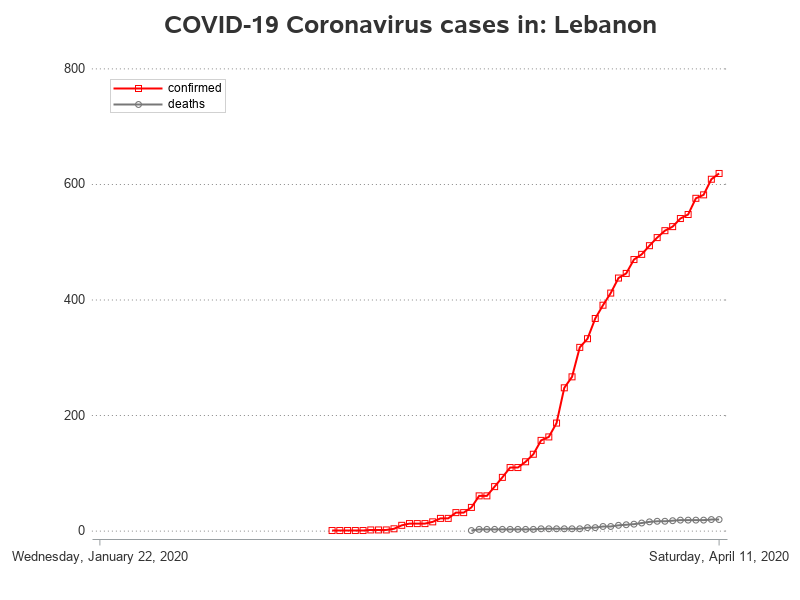 COVID-19 Coronavirus cases in: Lebanon
800
confirmed
deaths
600
400
200
0
Wednesday, January 22, 2020
Saturday, April 11, 2020